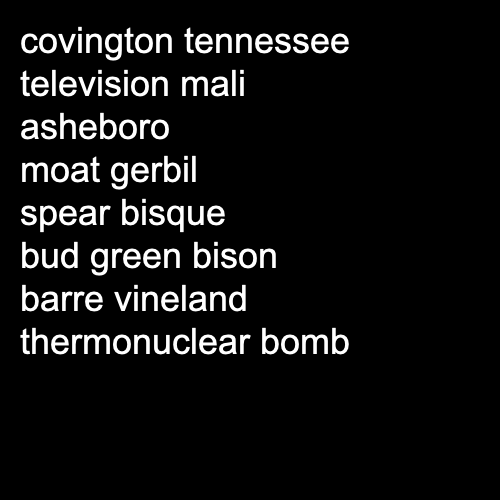 covington tennessee
television mali
asheboro
moat gerbil
spear bisque
bud green bison
barre vineland
thermonuclear bomb